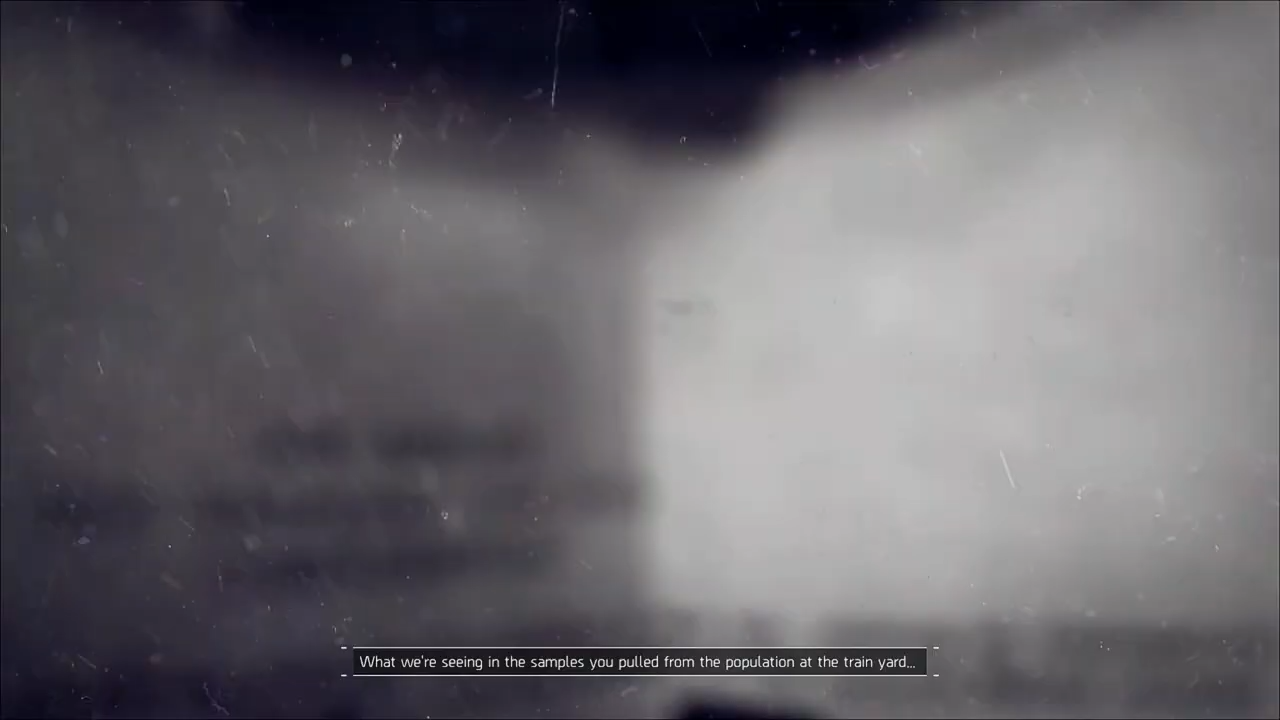 What we're seeing in the samples you pulled from the population at the train yard...